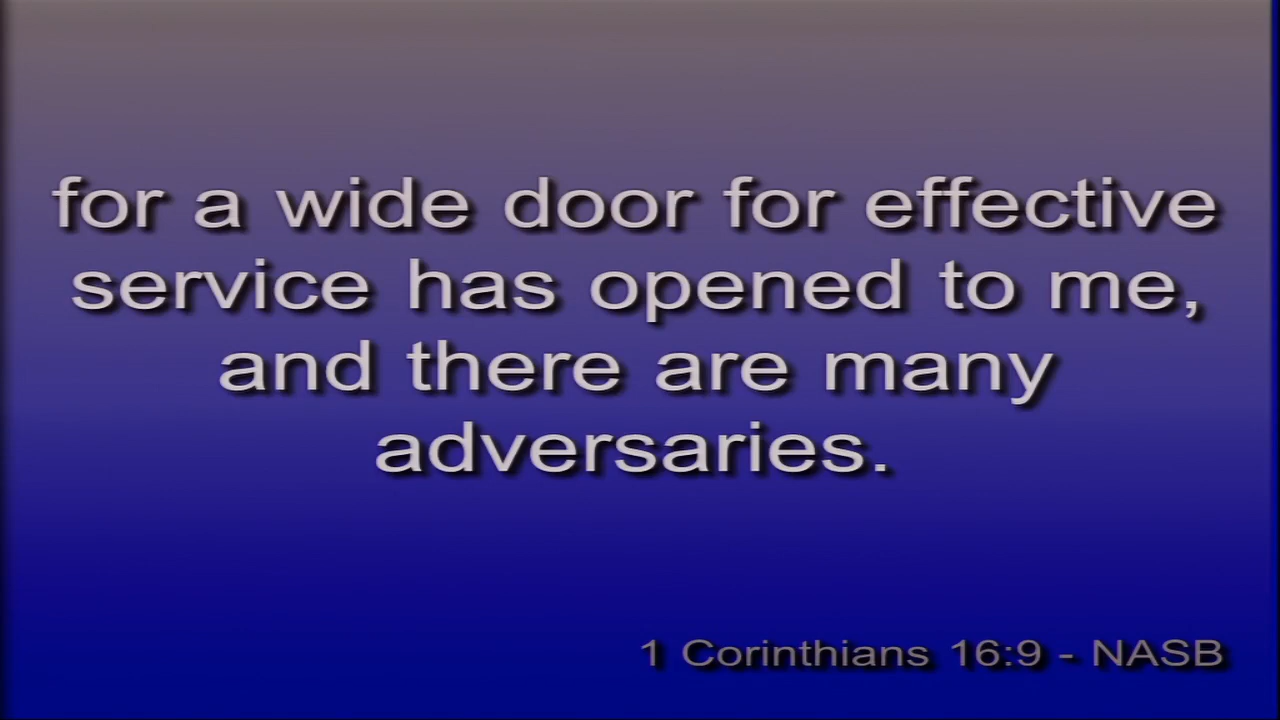 for a wide door for effective
service has opened to me,
and there are many
adversaries.
1 Corinthians 16:9 - NASB